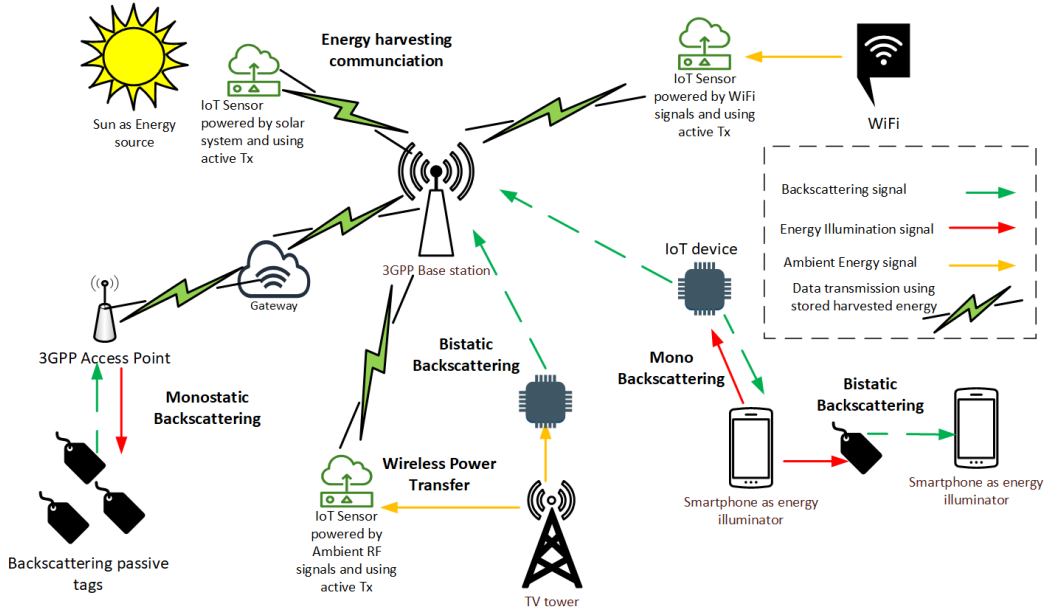 Energy harvesting
communciation
Sun as Energy
source
IoT Sensor
powered by solar
system and using
active Tx
IoT Sensor
powered by WiFi
signals and using
active Tx
WiFi
Backscattering signal
Energy Illumination signal
Ambient Energy signal
Data transmission using
stored harvested energy
3GPP Base station
IoT device
Gateway
3GPP Access Point
Monostatic
Backscattering
Bistatic
Backscattering
Mono
Backscattering
Bistatic
Backscattering
Wireless Power
Transfer
Smartphone as energy
illuminator
Smartphone as energy
illuminator
IoT Sensor
powered by
Ambient RF
signals and using
active Tx
Backscattering passive
tags
TV tower